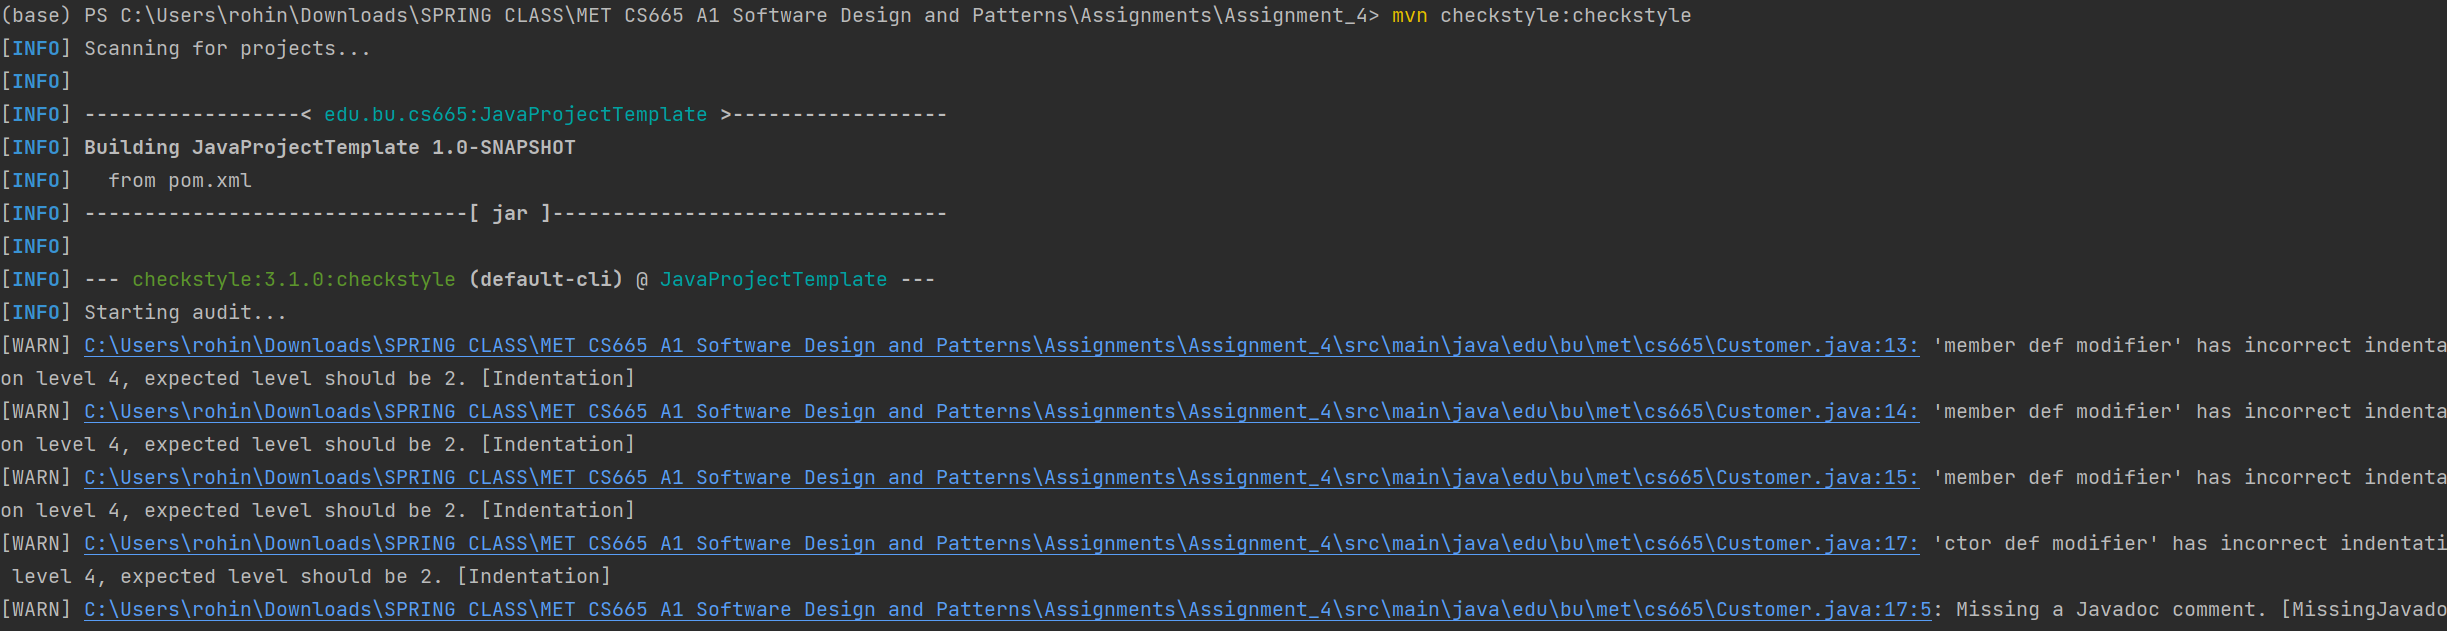 (base) PS C:\Users\rohin\Downloads\SPRING CLASS\MET CS665 A1 Software Design and Patterns\Assignments\Assignment_4> mvn checkstyle:checkstyle
[INFO] Scanning for projects...
[INFO]
[INFO] ------------------< edu.bu.cs665:JavaProjectTemplate >------------------
[INFO] Building JavaProjectTemplate 1.0-SNAPSHOT
[INFO]   from pom.xml
[INFO] --------------------------------[ jar ]---------------------------------
[INFO]
[INFO] --- checkstyle:3.1.0:checkstyle (default-cli) @ JavaProjectTemplate ---
[INFO] Starting audit...
[WARN] C:\Users\rohin\Downloads\SPRING CLASS\MET CS665 A1 Software Design and Patterns\Assignments\Assignment_4\src\main\java\edu\bu\met\cs665\Customer.java:13: 'member def modifier' has incorrect indenta
on level 4, expected level should be 2. [Indentation]
[WARN] C:\Users\rohin\Downloads\SPRING CLASS\MET CS665 A1 Software Design and Patterns\Assignments\Assignment_4\src\main\java\edu\bu\met\cs665\Customer.java:14: 'member def modifier' has incorrect indenta
on level 4, expected level should be 2. [Indentation]
[WARN] C:\Users\rohin\Downloads\SPRING CLASS\MET CS665 A1 Software Design and Patterns\Assignments\Assignment_4\src\main\java\edu\bu\met\cs665\Customer.java:15: 'member def modifier' has incorrect indenta
on level 4, expected level should be 2. [Indentation]
[WARN] C:\Users\rohin\Downloads\SPRING CLASS\MET CS665 A1 Software Design and Patterns\Assignments\Assignment_4\src\main\java\edu\bu\met\cs665\Customer.java:17: 'ctor def modifier' has incorrect indentati
 level 4, expected level should be 2. [Indentation]
[WARN] C:\Users\rohin\Downloads\SPRING CLASS\MET CS665 A1 Software Design and Patterns\Assignments\Assignment_4\src\main\java\edu\bu\met\cs665\Customer.java:17:5: Missing a Javadoc comment. [MissingJavado